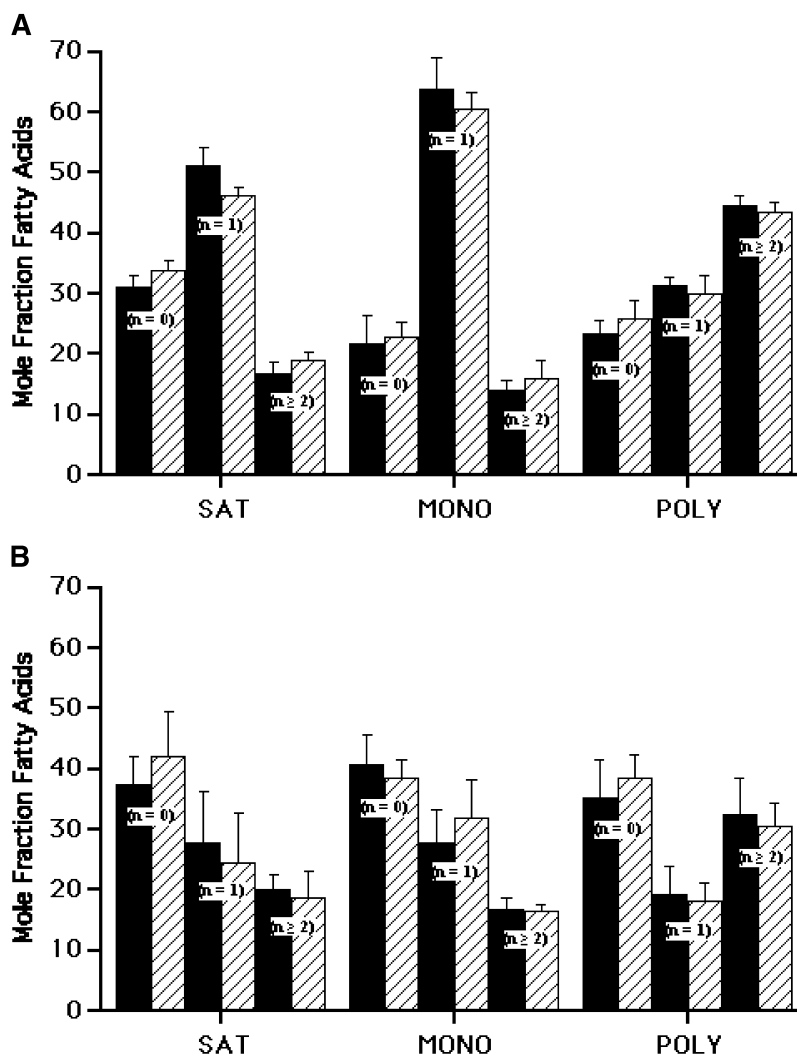 A
Mole Fraction Fatty Acids
70
60
50
40
30
20
10
0
(n = 0)
(n = 1)
(n ≥ 2)
(n = 0)
(n = 1)
(n ≥ 2)
(n = 0)
(n = 1)
(n ≥ 2)
SAT MONO POLY
B
Mole Fraction Fatty Acids
70
60
50
40
30
20
10
0
(n = 0)
(n = 1)
(n ≥ 2)
(n = 0)
(n = 1)
(n ≥ 2)
(n = 0)
(n = 1)
(n ≥ 2)
SAT MONO POLY